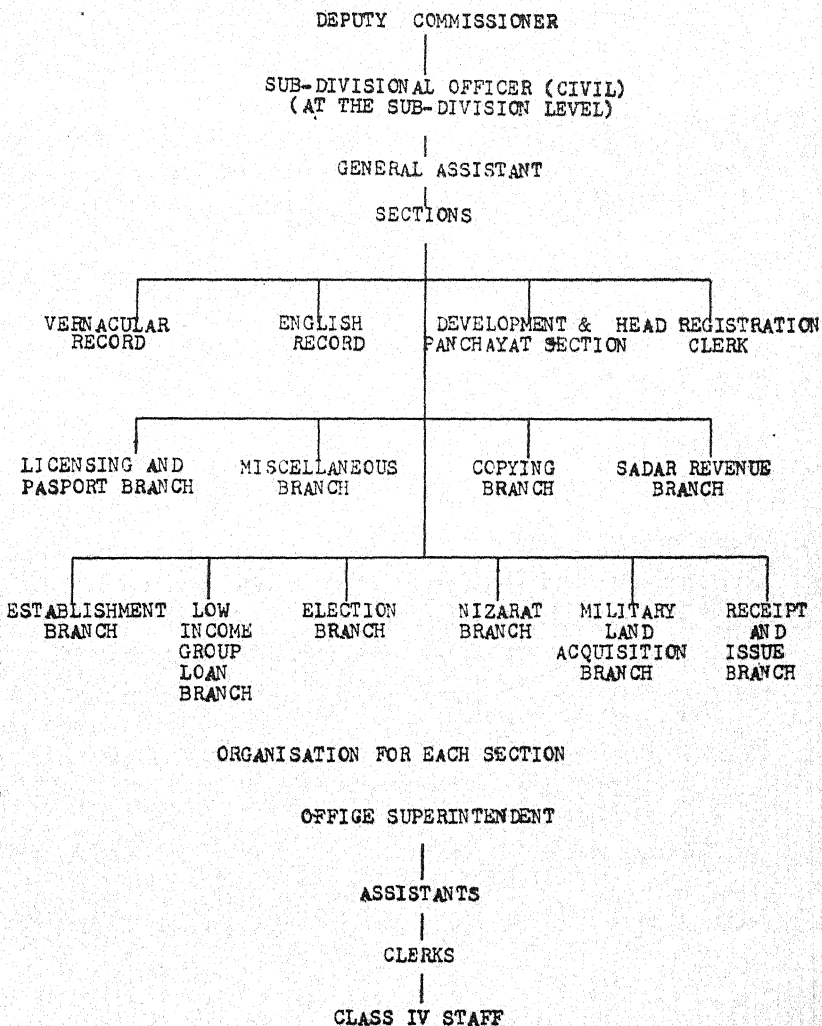 DEPUTY COMMISSIONER
SUB-DIVISIONAL OFFICER (CIVIL)
(AT THE SUB-DIVISION LEVEL)
GENERAL ASSISTANT
SECTIONS
VERNACULAR RECORD
ENGLISH RECORD
DEVELOPMENT & PANCHAYAT SECTION
HEAD REGISTRATION CLERK
LICENSING AND PASPORT BRANCH
MISCELLANEOUS BRANCH
COPYING BRANCH
SADAR REVENUE BRANCH
ESTABLISHMENT BRANCH
LOW INCOME GROUP LOAN BRANCH
ELECTION BRANCH
NIZARAT BRANCH
MILITARY LAND ACQUISITION BRANCH
RECEIPT AND ISSUE BRANCH
ORGANISATION FOR EACH SECTION
OFFIGE SUPERINTENDENT
ASSISTANTS
CLERKS
CLASS IV STAFF